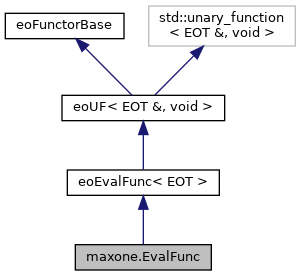 eoFunctorBase
std::unary_function
< EOT &, void >
eoUF< EOT &, void >
eoEvalFunc< EOT >
maxone.EvalFunc